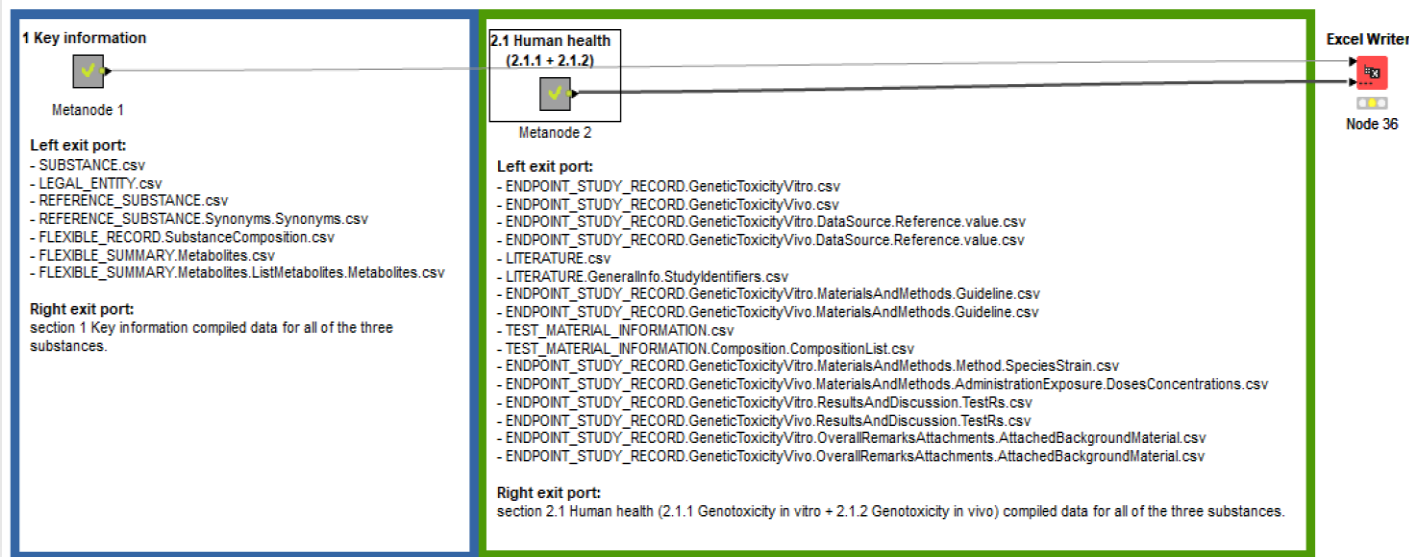 1 Key information
Metanode 1
Left exit port:
- SUBSTANCE.csv
- LEGAL_ENTITY.csv
- REFERENCE_SUBSTANCE.csv
- REFERENCE_SUBSTANCE.Synonyms.Synonyms.csv
- FLEXIBLE_RECORD.SubstanceComposition.csv
- FLEXIBLE_SUMMARY.Metabolites.csv
- FLEXIBLE_SUMMARY.Metabolites.ListMetabolites.Metabolites.csv
Right exit port:
section 1 Key information compiled data for all of the three
substances.
2.1 Human health
(2.1.1 + 2.1.2)
Metanode 2
Left exit port:
- ENDPOINT_STUDY_RECORD.GeneticToxicityVitro.csv
- ENDPOINT_STUDY_RECORD.GeneticToxicityVivo.csv
- ENDPOINT_STUDY_RECORD.GeneticToxicityVitro.DataSource.Reference.value.csv
- ENDPOINT_STUDY_RECORD.GeneticToxicityVivo.DataSource.Reference.value.csv
- LITERATURE.csv
- LITERATURE.GeneralInfo.StudyIdentifiers.csv
- ENDPOINT_STUDY_RECORD.GeneticToxicityVitro.MaterialsAndMethods.Guideline.csv
- ENDPOINT_STUDY_RECORD.GeneticToxicityVivo.MaterialsAndMethods.Guideline.csv
- TEST_MATERIAL_INFORMATION.csv
- TEST_MATERIAL_INFORMATION.Composition.CompositionList.csv
- ENDPOINT_STUDY_RECORD.GeneticToxicityVitro.MaterialsAndMethods.Method.SpeciesStrain.csv
- ENDPOINT_STUDY_RECORD.GeneticToxicityVivo.MaterialsAndMethods.AdministrationExposure.DosesConcentrations.csv
- ENDPOINT_STUDY_RECORD.GeneticToxicityVitro.ResultsAndDiscussion.TestRs.csv
- ENDPOINT_STUDY_RECORD.GeneticToxicityVivo.ResultsAndDiscussion.TestRs.csv
- ENDPOINT_STUDY_RECORD.GeneticToxicityVitro.OverallRemarksAttachments.AttachedBackgroundMaterial.csv
- ENDPOINT_STUDY_RECORD.GeneticToxicityVivo.OverallRemarksAttachments.AttachedBackgroundMaterial.csv
Right exit port:
section 2.1 Human health (2.1.1 Genotoxicity in vitro + 2.1.2 Genotoxicity in vivo) compiled data for all of the three substances.
Excel Writer
Node 36